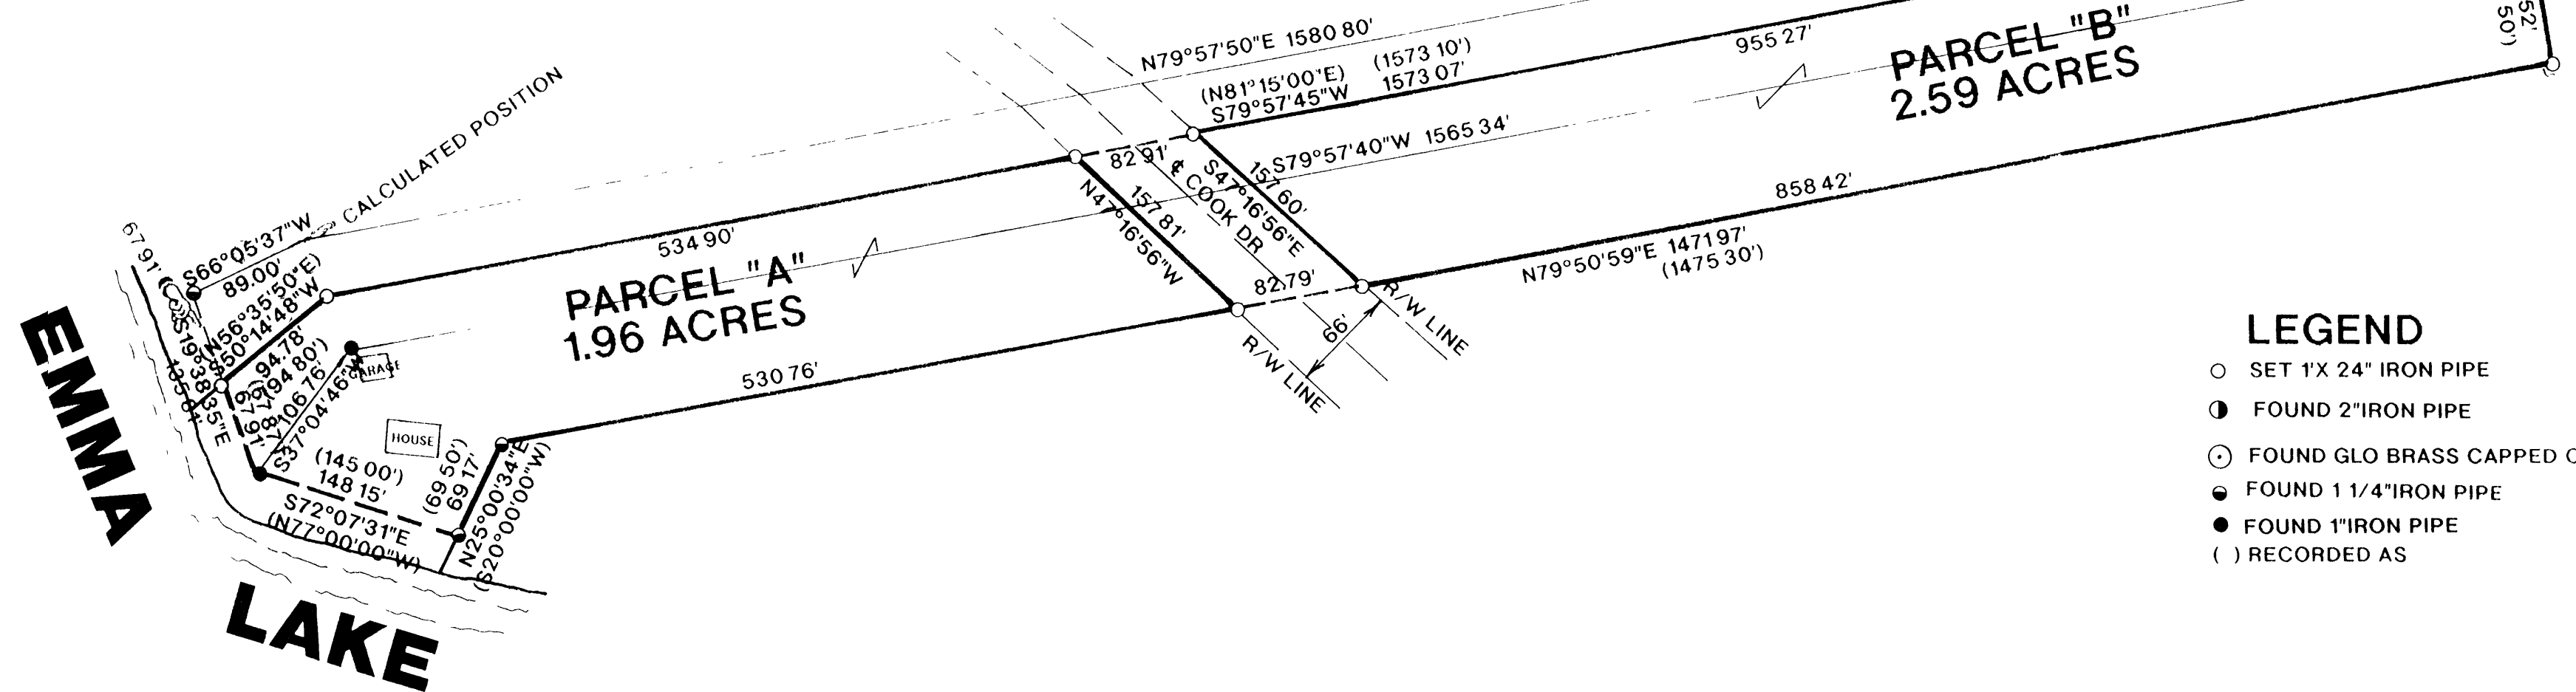 N79°57'50"E 1580 80'
(N81°15'00"E) (1573 10')
S79°57'45"W 1573 07'
955 27'
PARCEL "B"
2.59 ACRES
52'
50')
CALCULATED POSITION
82 91'
S79°57'40"W 1565 34'
℄ COOK DR
S47°16'56"E
157 60'
N47°16'56"W
157 81'
858 42'
534 90'
PARCEL "A"
1.96 ACRES
N79°50'59"E 1471 97'
(1475 30')
82.79'
R/W LINE
66'
R/W LINE
67 91'
S66°05'37"W
89.00'
(N56°35'50"E)
S50°14'48"W
94.78'
(94 80')
S19°38'35"E
67 91'
106 76'
S37°04'46"W
GARAGE
HOUSE
530 76'
(145 00')
148 15'
S72°07'31"E
(N77°00'00"W)
(69 50')
69 17'
N25°00'34"E
(S20°00'00"W)
EMMA
LAKE
LEGEND
SET 1'X 24" IRON PIPE
FOUND 2"IRON PIPE
FOUND GLO BRASS CAPPED
FOUND 1 1/4"IRON PIPE
FOUND 1"IRON PIPE
( ) RECORDED AS